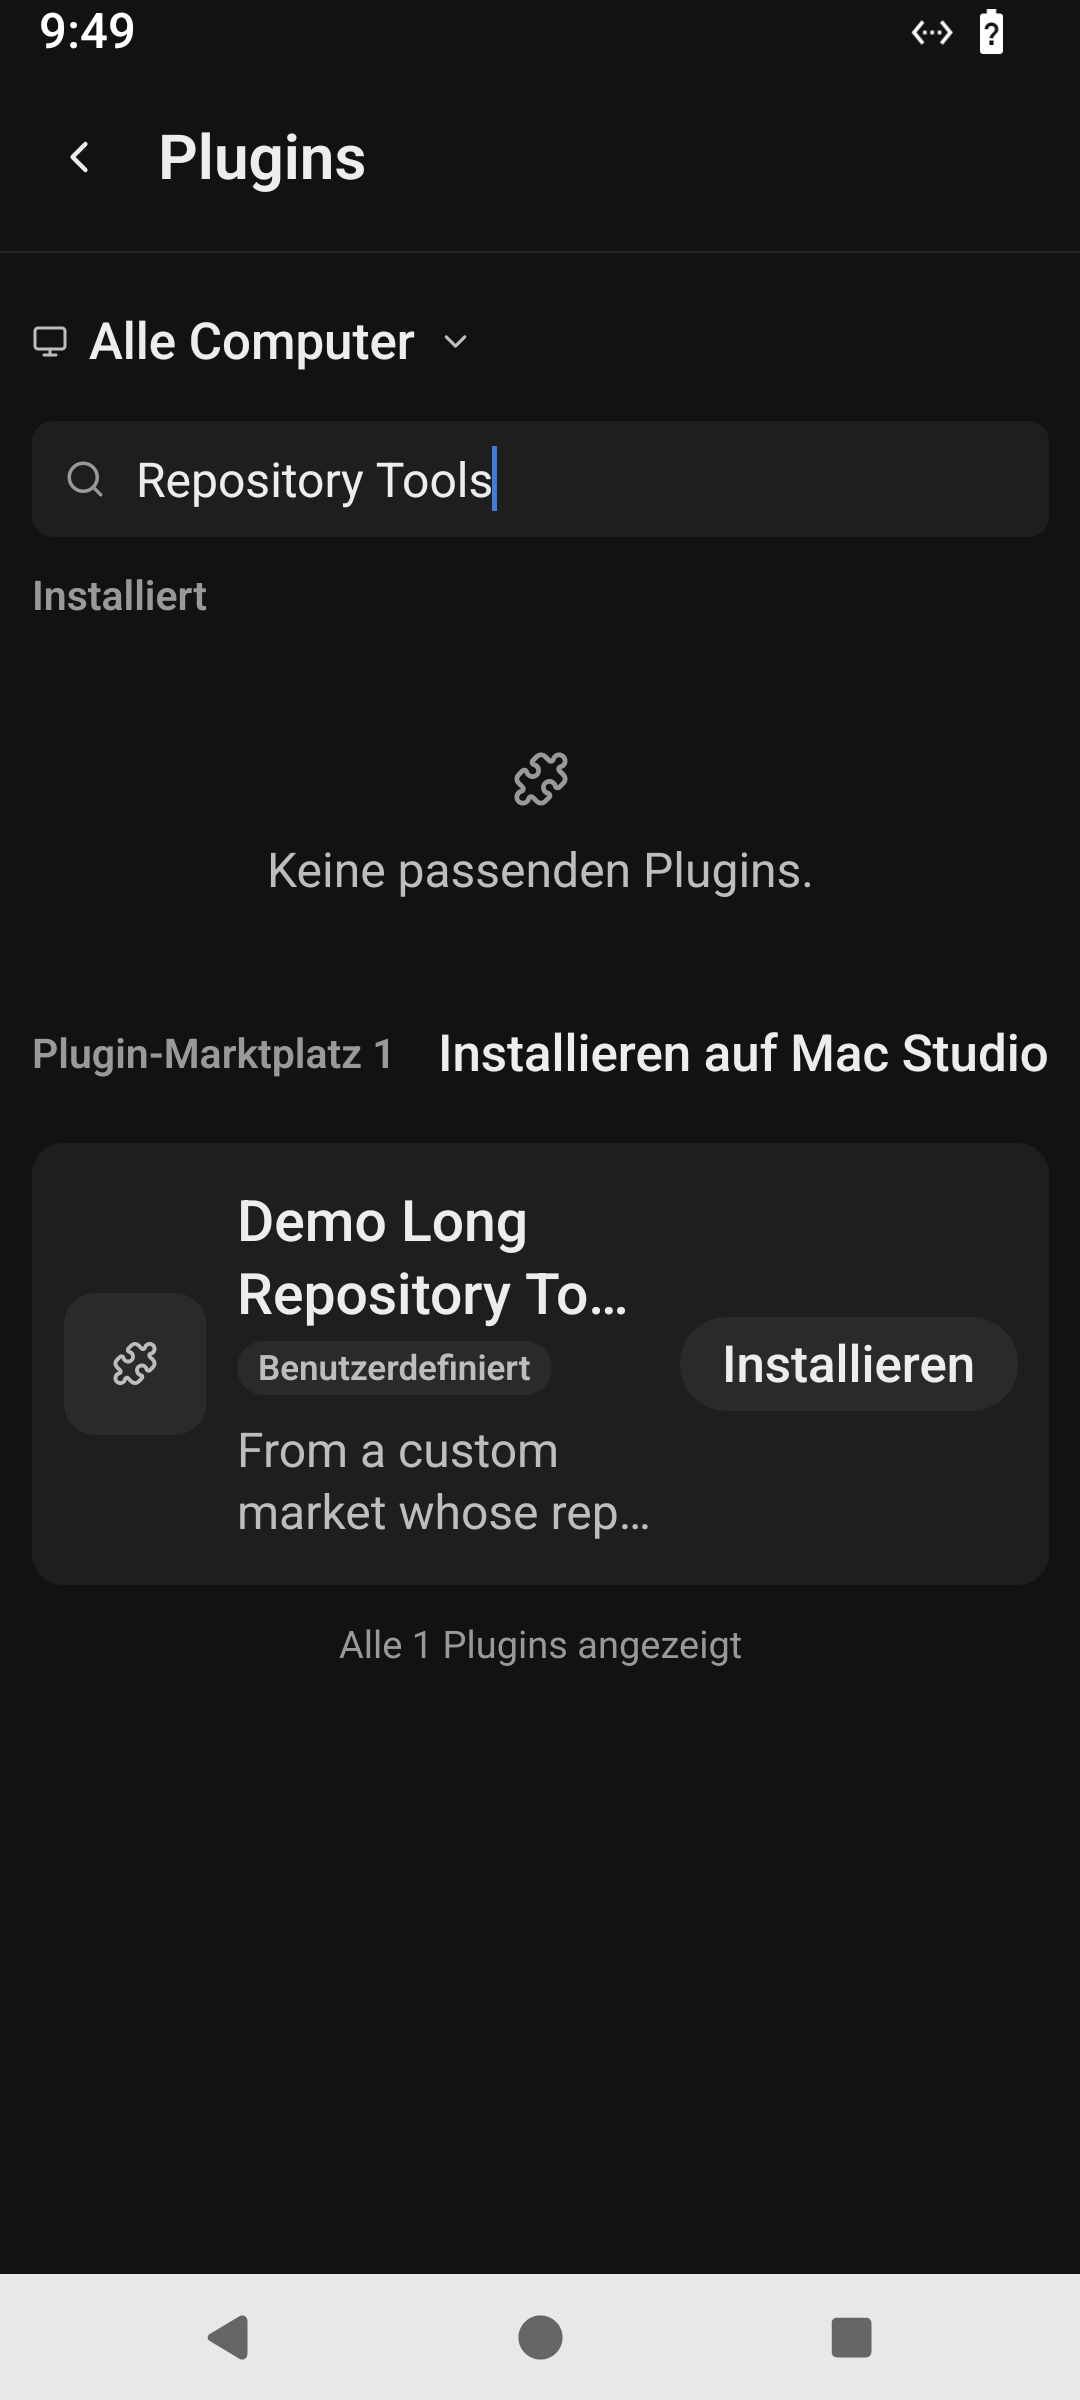 9:49
Plugins
Alle Computer
Repository Tools
Installiert
Keine passenden Plugins.
Plugin-Marktplatz 1
Installieren auf Mac Studio
Demo Long
Repository To…
Benutzerdefiniert
From a custom
market whose rep…
Installieren
Alle 1 Plugins angezeigt